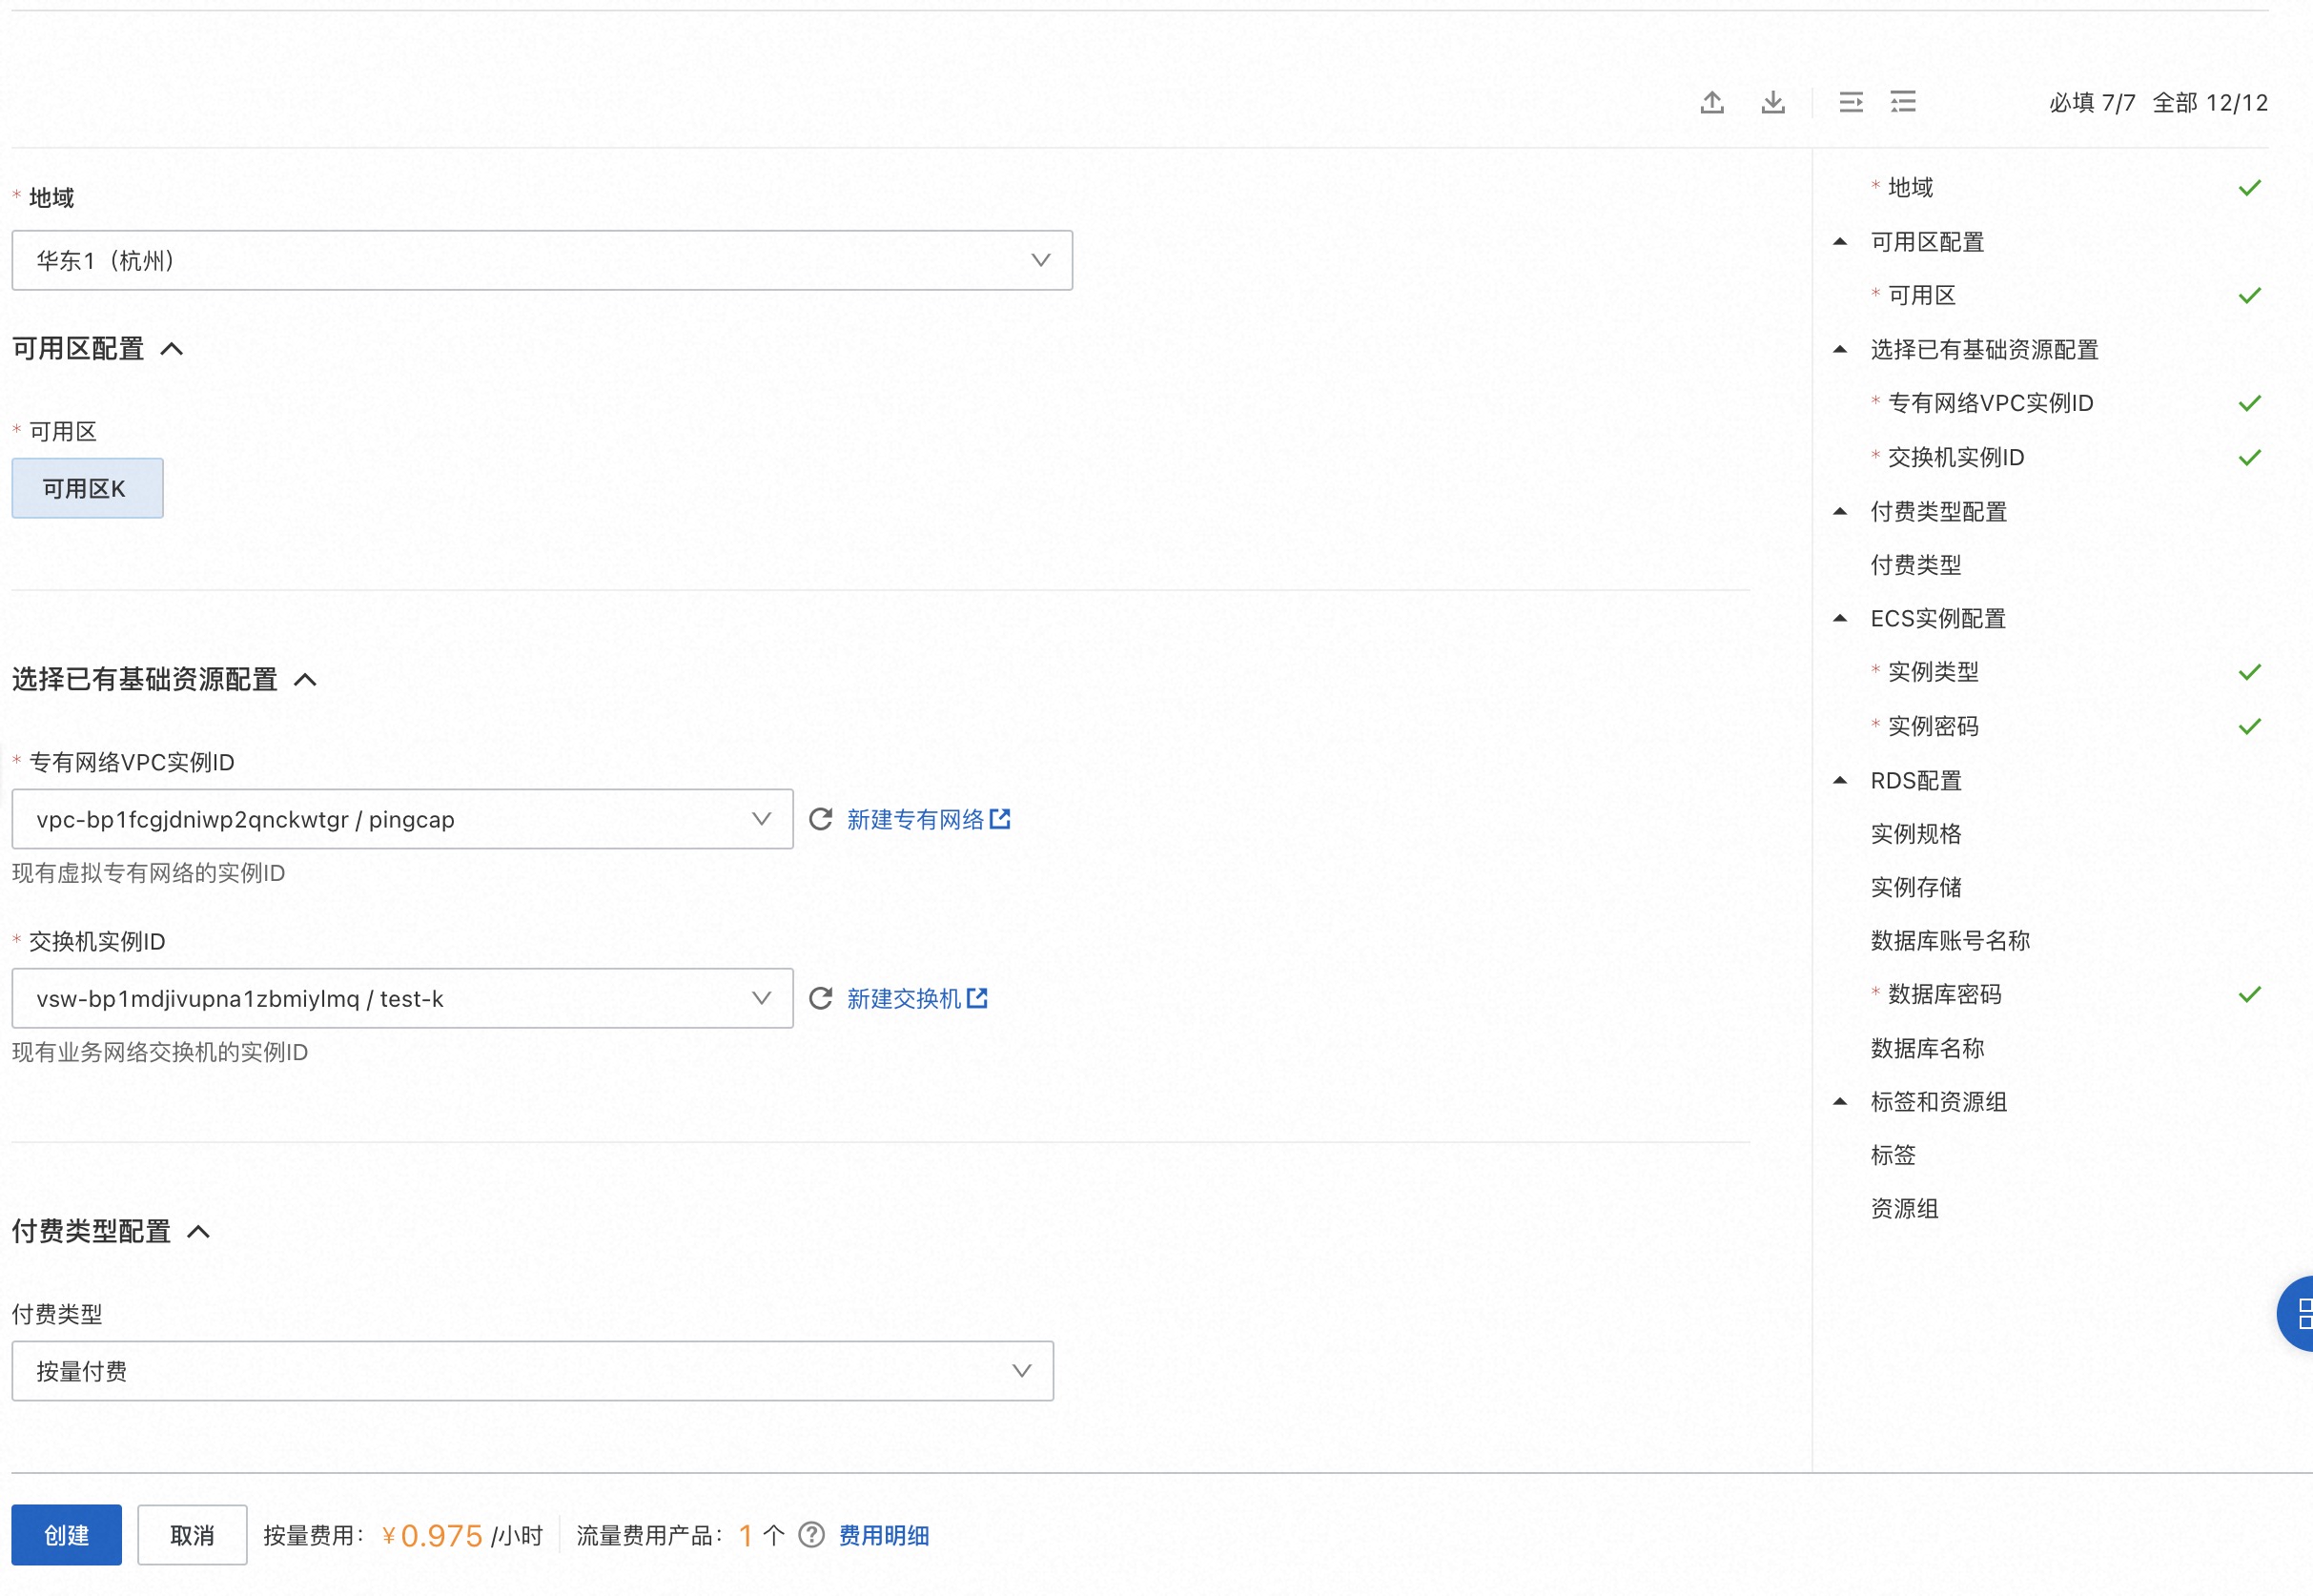 必填 7/7 全部 12/12
* 地域
华东1（杭州）
可用区配置
* 可用区
可用区K
选择已有基础资源配置
* 专有网络VPC实例ID
vpc-bp1fcgjdniwp2qnckwtgr / pingcap
新建专有网络
现有虚拟专有网络的实例ID
* 交换机实例ID
vsw-bp1mdjivupna1zbmiylmq / test-k
新建交换机
现有业务网络交换机的实例ID
付费类型配置
付费类型
按量付费
* 地域
可用区配置
* 可用区
选择已有基础资源配置
* 专有网络VPC实例ID
* 交换机实例ID
付费类型配置
付费类型
ECS实例配置
* 实例类型
* 实例密码
RDS配置
实例规格
实例存储
数据库账号名称
* 数据库密码
数据库名称
标签和资源组
标签
资源组
创建 取消 按量费用：¥0.975 /小时 流量费用产品：1 个 ? 费用明细